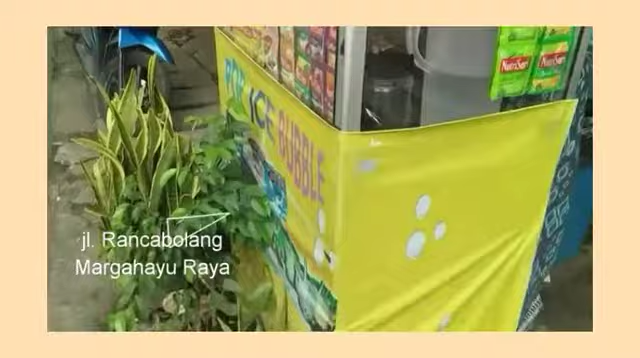 POP ICE BUBBLE
NutriSari
NutriSari
jl. Rancabolang
Margahayu Raya